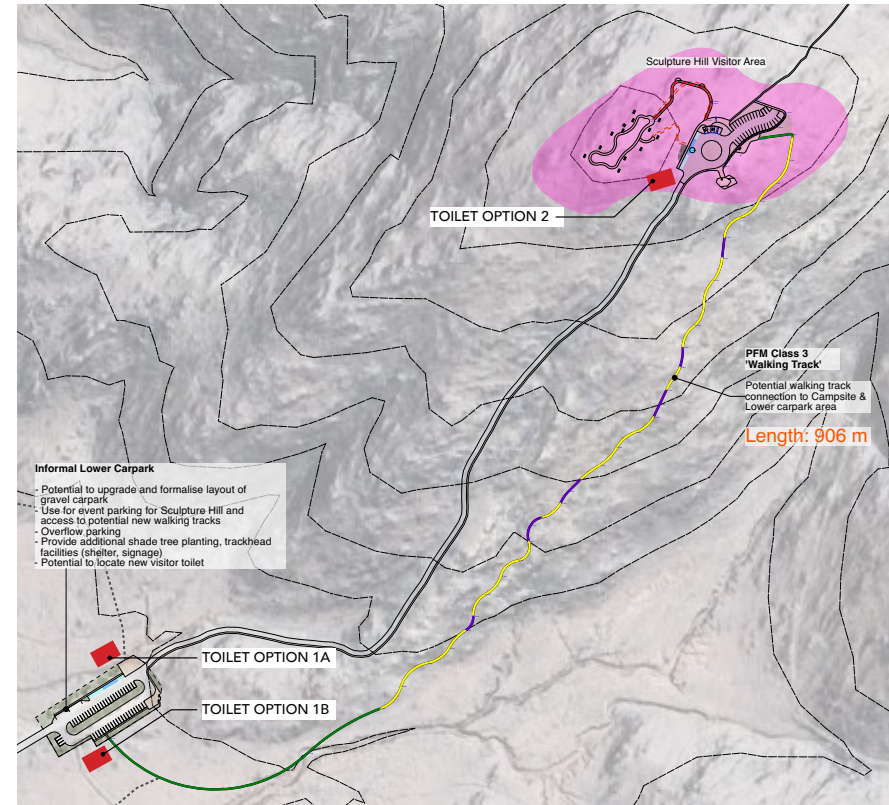 Sculpture Hill Visitor Area
TOILET OPTION 2
PFM Class 3
'Walking Track'
Potential walking track
connection to Campsite &
Lower carpark area
Length: 906 m
Informal Lower Carpark
- Potential to upgrade and formalise layout of
gravel carpark
- Use for event parking for Sculpture Hill and
access to potential new walking tracks
- Overflow parking
- Provide additional shade tree planting, trackhead
facilities (shelter, signage)
- Potential to locate new visitor toilet
TOILET OPTION 1A
TOILET OPTION 1B